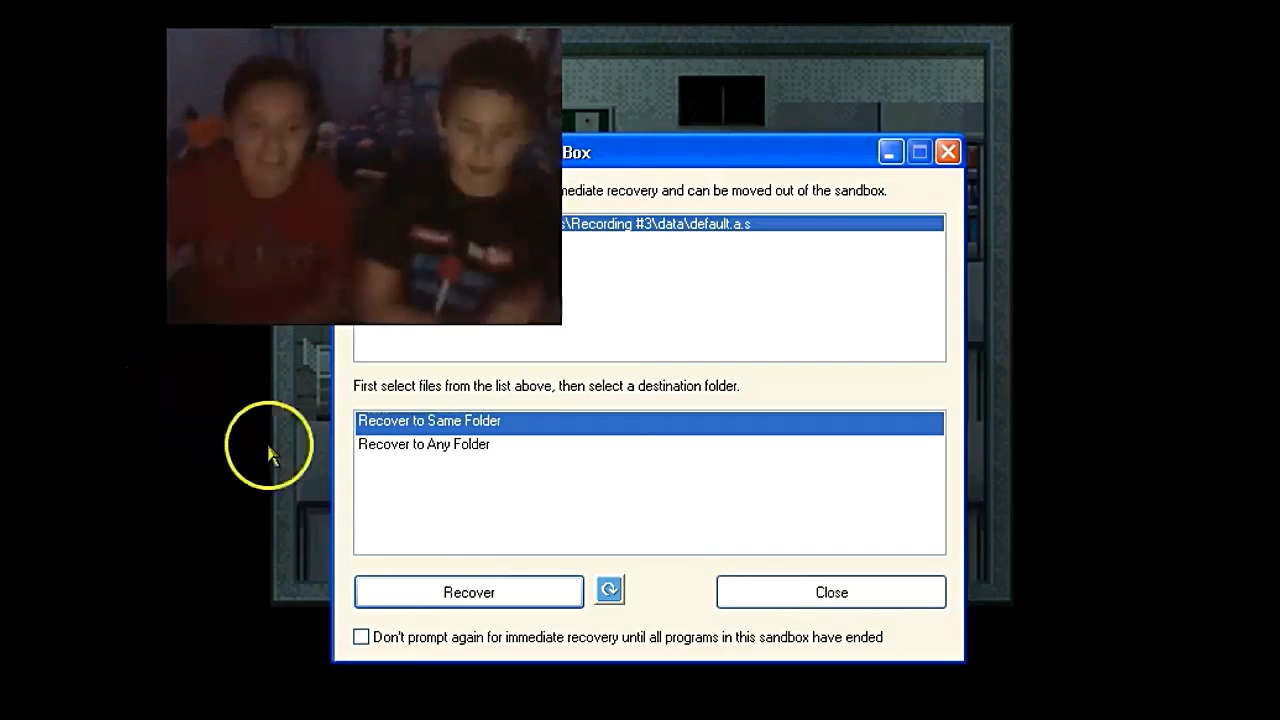 Box
mediate recovery and can be moved out of the sandbox.
s\Recording #3\data\default.a.s
First select files from the list above, then select a destination folder.
Recover to Same Folder
Recover to Any Folder
Recover
Close
Don't prompt again for immediate recovery until all programs in this sandbox have ended